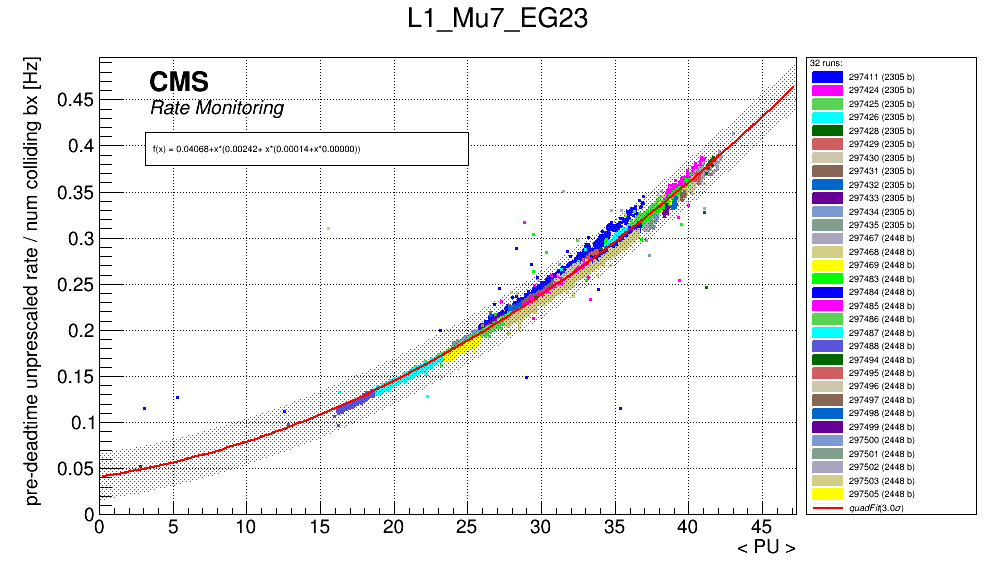 L1_Mu7_EG23
pre-deadtime unprescaled rate / num colliding bx [Hz]
CMS
Rate Monitoring
f(x) = 0.04068+x*(0.00242+ x*(0.00014+x*0.00000))
0.45
0.4
0.35
0.3
0.25
0.2
0.15
0.1
0.05
0
0 5 10 15 20 25 30 35 40 45
< PU >
32 runs:
297411 (2305 b)
297424 (2305 b)
297425 (2305 b)
297426 (2305 b)
297428 (2305 b)
297429 (2305 b)
297430 (2305 b)
297431 (2305 b)
297432 (2305 b)
297433 (2305 b)
297434 (2305 b)
297435 (2305 b)
297467 (2448 b)
297468 (2448 b)
297469 (2448 b)
297483 (2448 b)
297484 (2448 b)
297485 (2448 b)
297486 (2448 b)
297487 (2448 b)
297488 (2448 b)
297494 (2448 b)
297495 (2448 b)
297496 (2448 b)
297497 (2448 b)
297498 (2448 b)
297499 (2448 b)
297500 (2448 b)
297501 (2448 b)
297502 (2448 b)
297503 (2448 b)
297505 (2448 b)
quadFit(3.0σ)